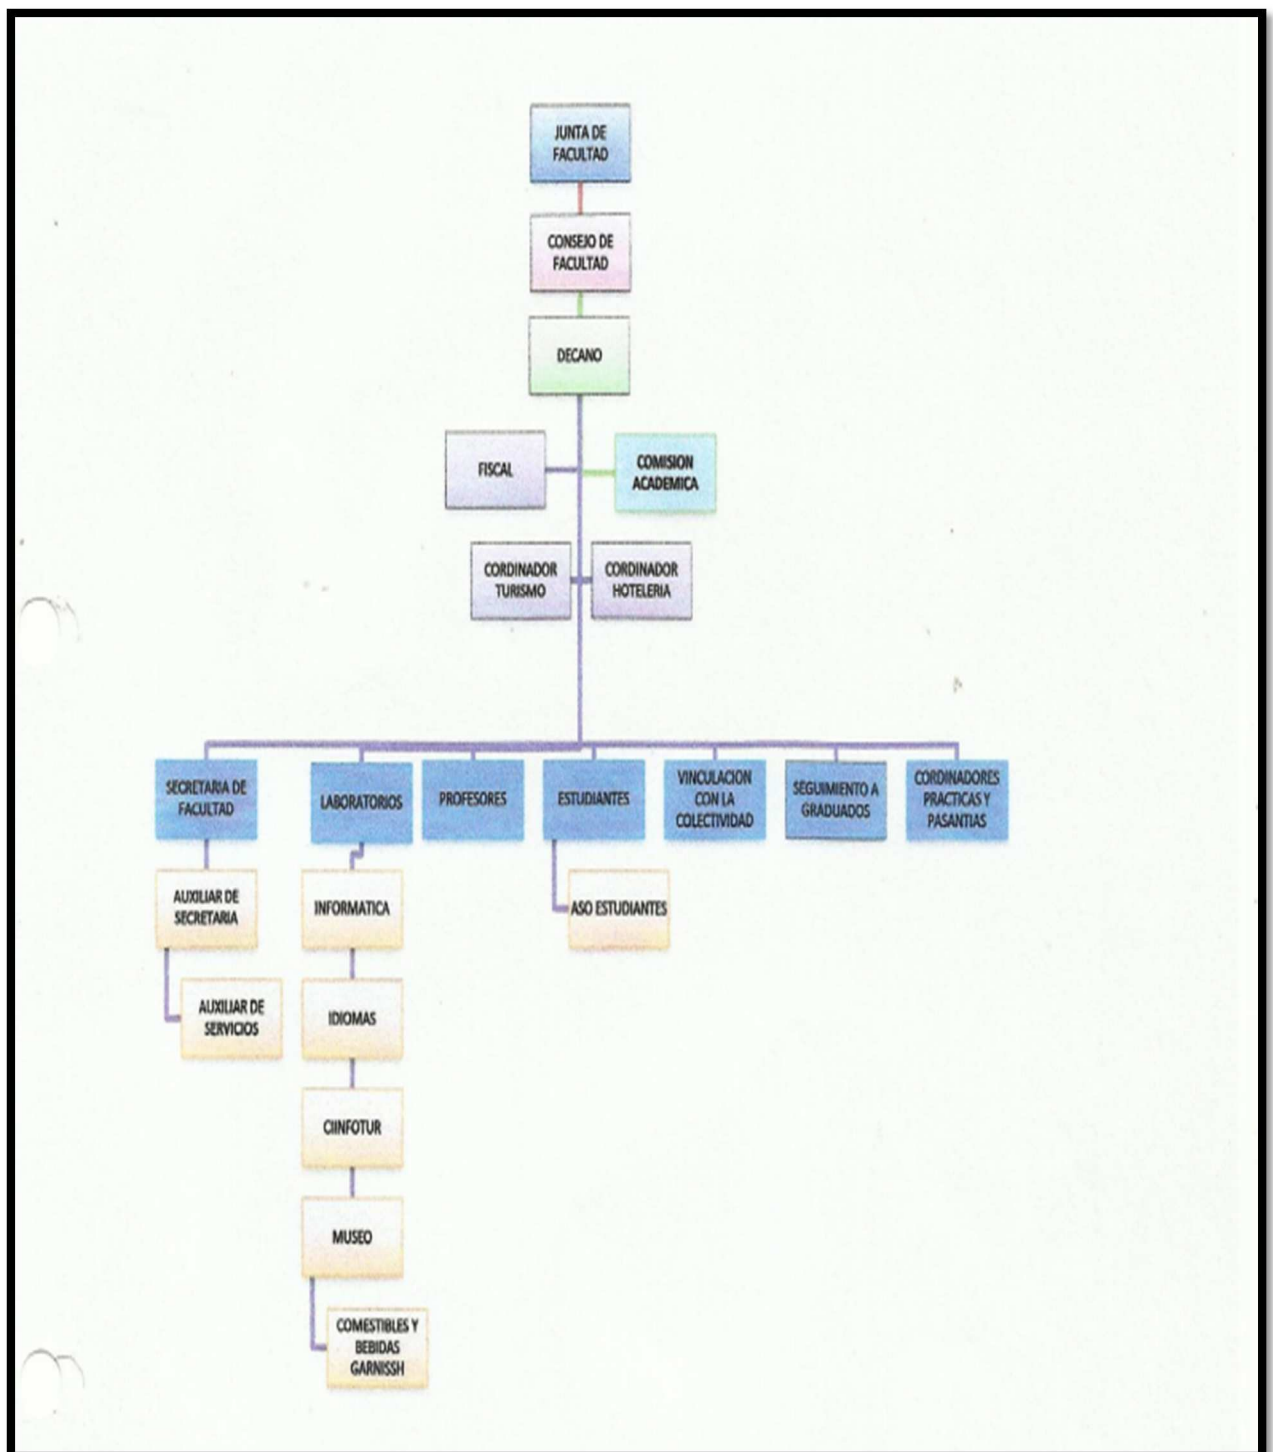 JUNTA DE
FACULTAD
CONSEJO DE
FACULTAD
DECANO
FISCAL
COMISION
ACADEMICA
CORDINADOR
TURISMO
CORDINADOR
HOTELERIA
SECRETARIA DE
FACULTAD
LABORATORIOS
PROFESORES
ESTUDIANTES
VINCULACION
CON LA
COLECTIVIDAD
SEGUIMIENTO A
GRADUADOS
CORDINADORES
PRACTICAS Y
PASANTIAS
AUXILIAR DE
SECRETARIA
INFORMATICA
ASO ESTUDIANTES
AUXILIAR DE
SERVICIOS
IDIOMAS
CIINFOTUR
MUSEO
COMESTIBLES Y
BEBIDAS
GARNISSH